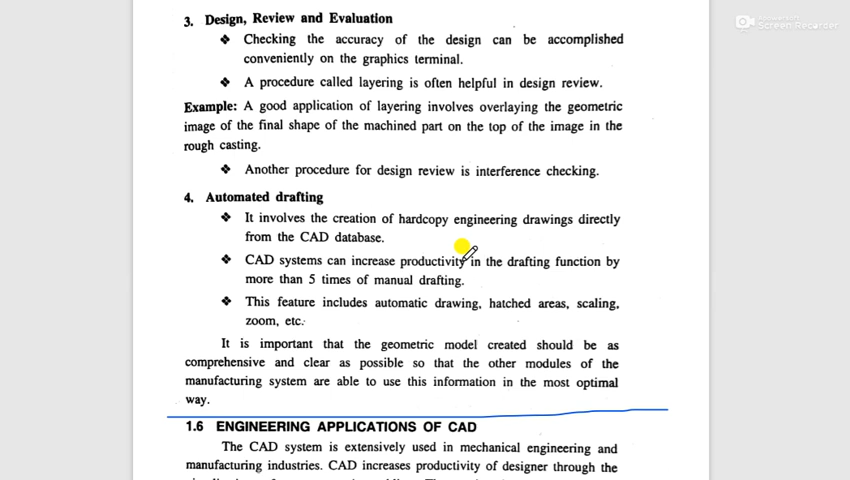 3. Design, Review and Evaluation
❖ Checking the accuracy of the design can be accomplished
conveniently on the graphics terminal.
❖ A procedure called layering is often helpful in design review.
Example: A good application of layering involves overlaying the geometric
image of the final shape of the machined part on the top of the image in the
rough casting.
❖ Another procedure for design review is interference checking.
4. Automated drafting
❖ It involves the creation of hardcopy engineering drawings directly
from the CAD database.
❖ CAD systems can increase productivity in the drafting function by
more than 5 times of manual drafting.
❖ This feature includes automatic drawing, hatched areas, scaling,
zoom, etc.
It is important that the geometric model created should be as
comprehensive and clear as possible so that the other modules of the
manufacturing system are able to use this information in the most optimal
way.
1.6 ENGINEERING APPLICATIONS OF CAD
The CAD system is extensively used in mechanical engineering and
manufacturing industries. CAD increases productivity of designer through the
Screen Recorder